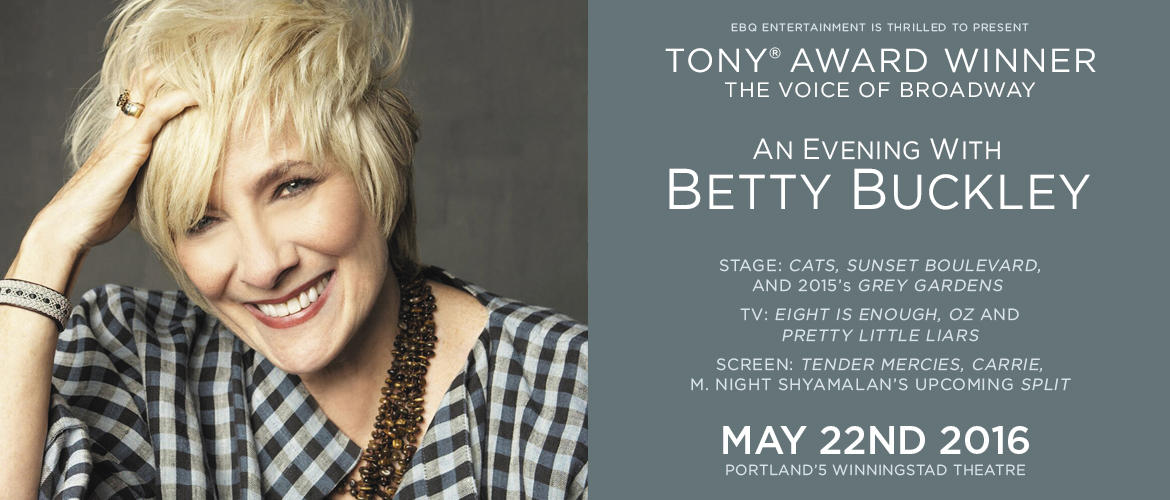 EBQ ENTERTAINMENT IS THRILLED TO PRESENT
TONY® AWARD WINNER
THE VOICE OF BROADWAY
AN EVENING WITH
BETTY BUCKLEY
STAGE: CATS, SUNSET BOULEVARD,
AND 2015's GREY GARDENS
TV: EIGHT IS ENOUGH, OZ AND
PRETTY LITTLE LIARS
SCREEN: TENDER MERCIES, CARRIE,
M. NIGHT SHYAMALAN'S UPCOMING SPLIT
MAY 22ND 2016
PORTLAND'5 WINNINGSTAD THEATRE